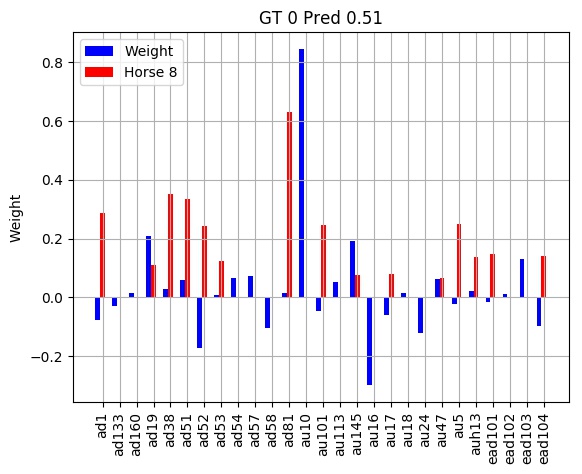 GT 0 Pred 0.51
Weight
Horse 8
Weight
0.8
0.6
0.4
0.2
0.0
−0.2
ad1
ad133
ad160
ad19
ad38
ad51
ad52
ad53
ad54
ad57
ad58
ad81
au10
au101
au113
au145
au16
au17
au18
au24
au47
au5
auh13
ead101
ead102
ead103
ead104